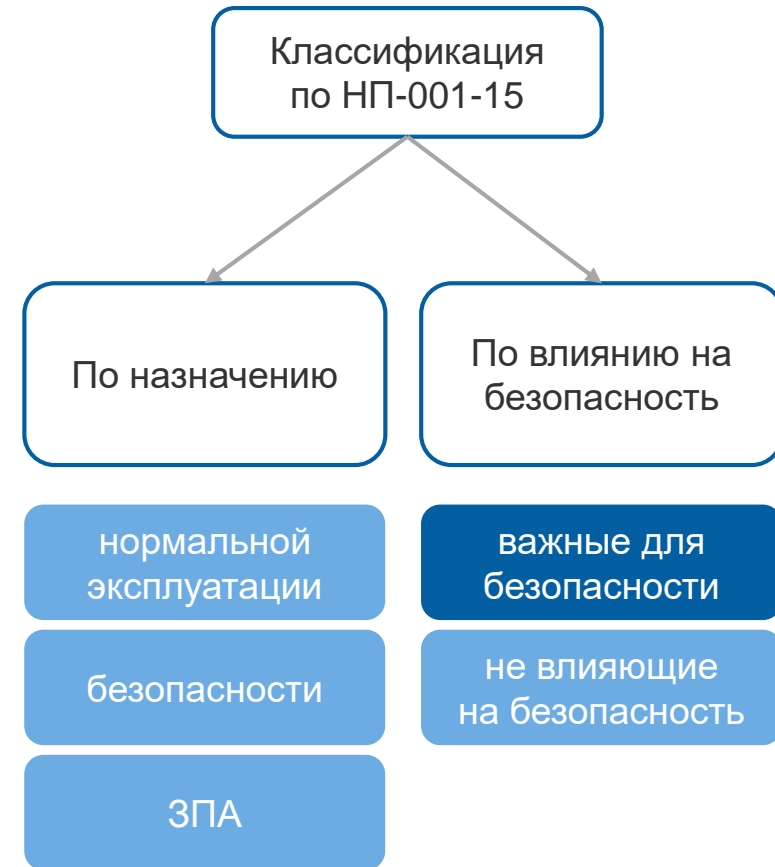 Классификация
по НП-001-15
По назначению
По влиянию на
безопасность
нормальной
эксплуатации
важные для
безопасности
безопасности
не влияющие
на безопасность
ЗПА